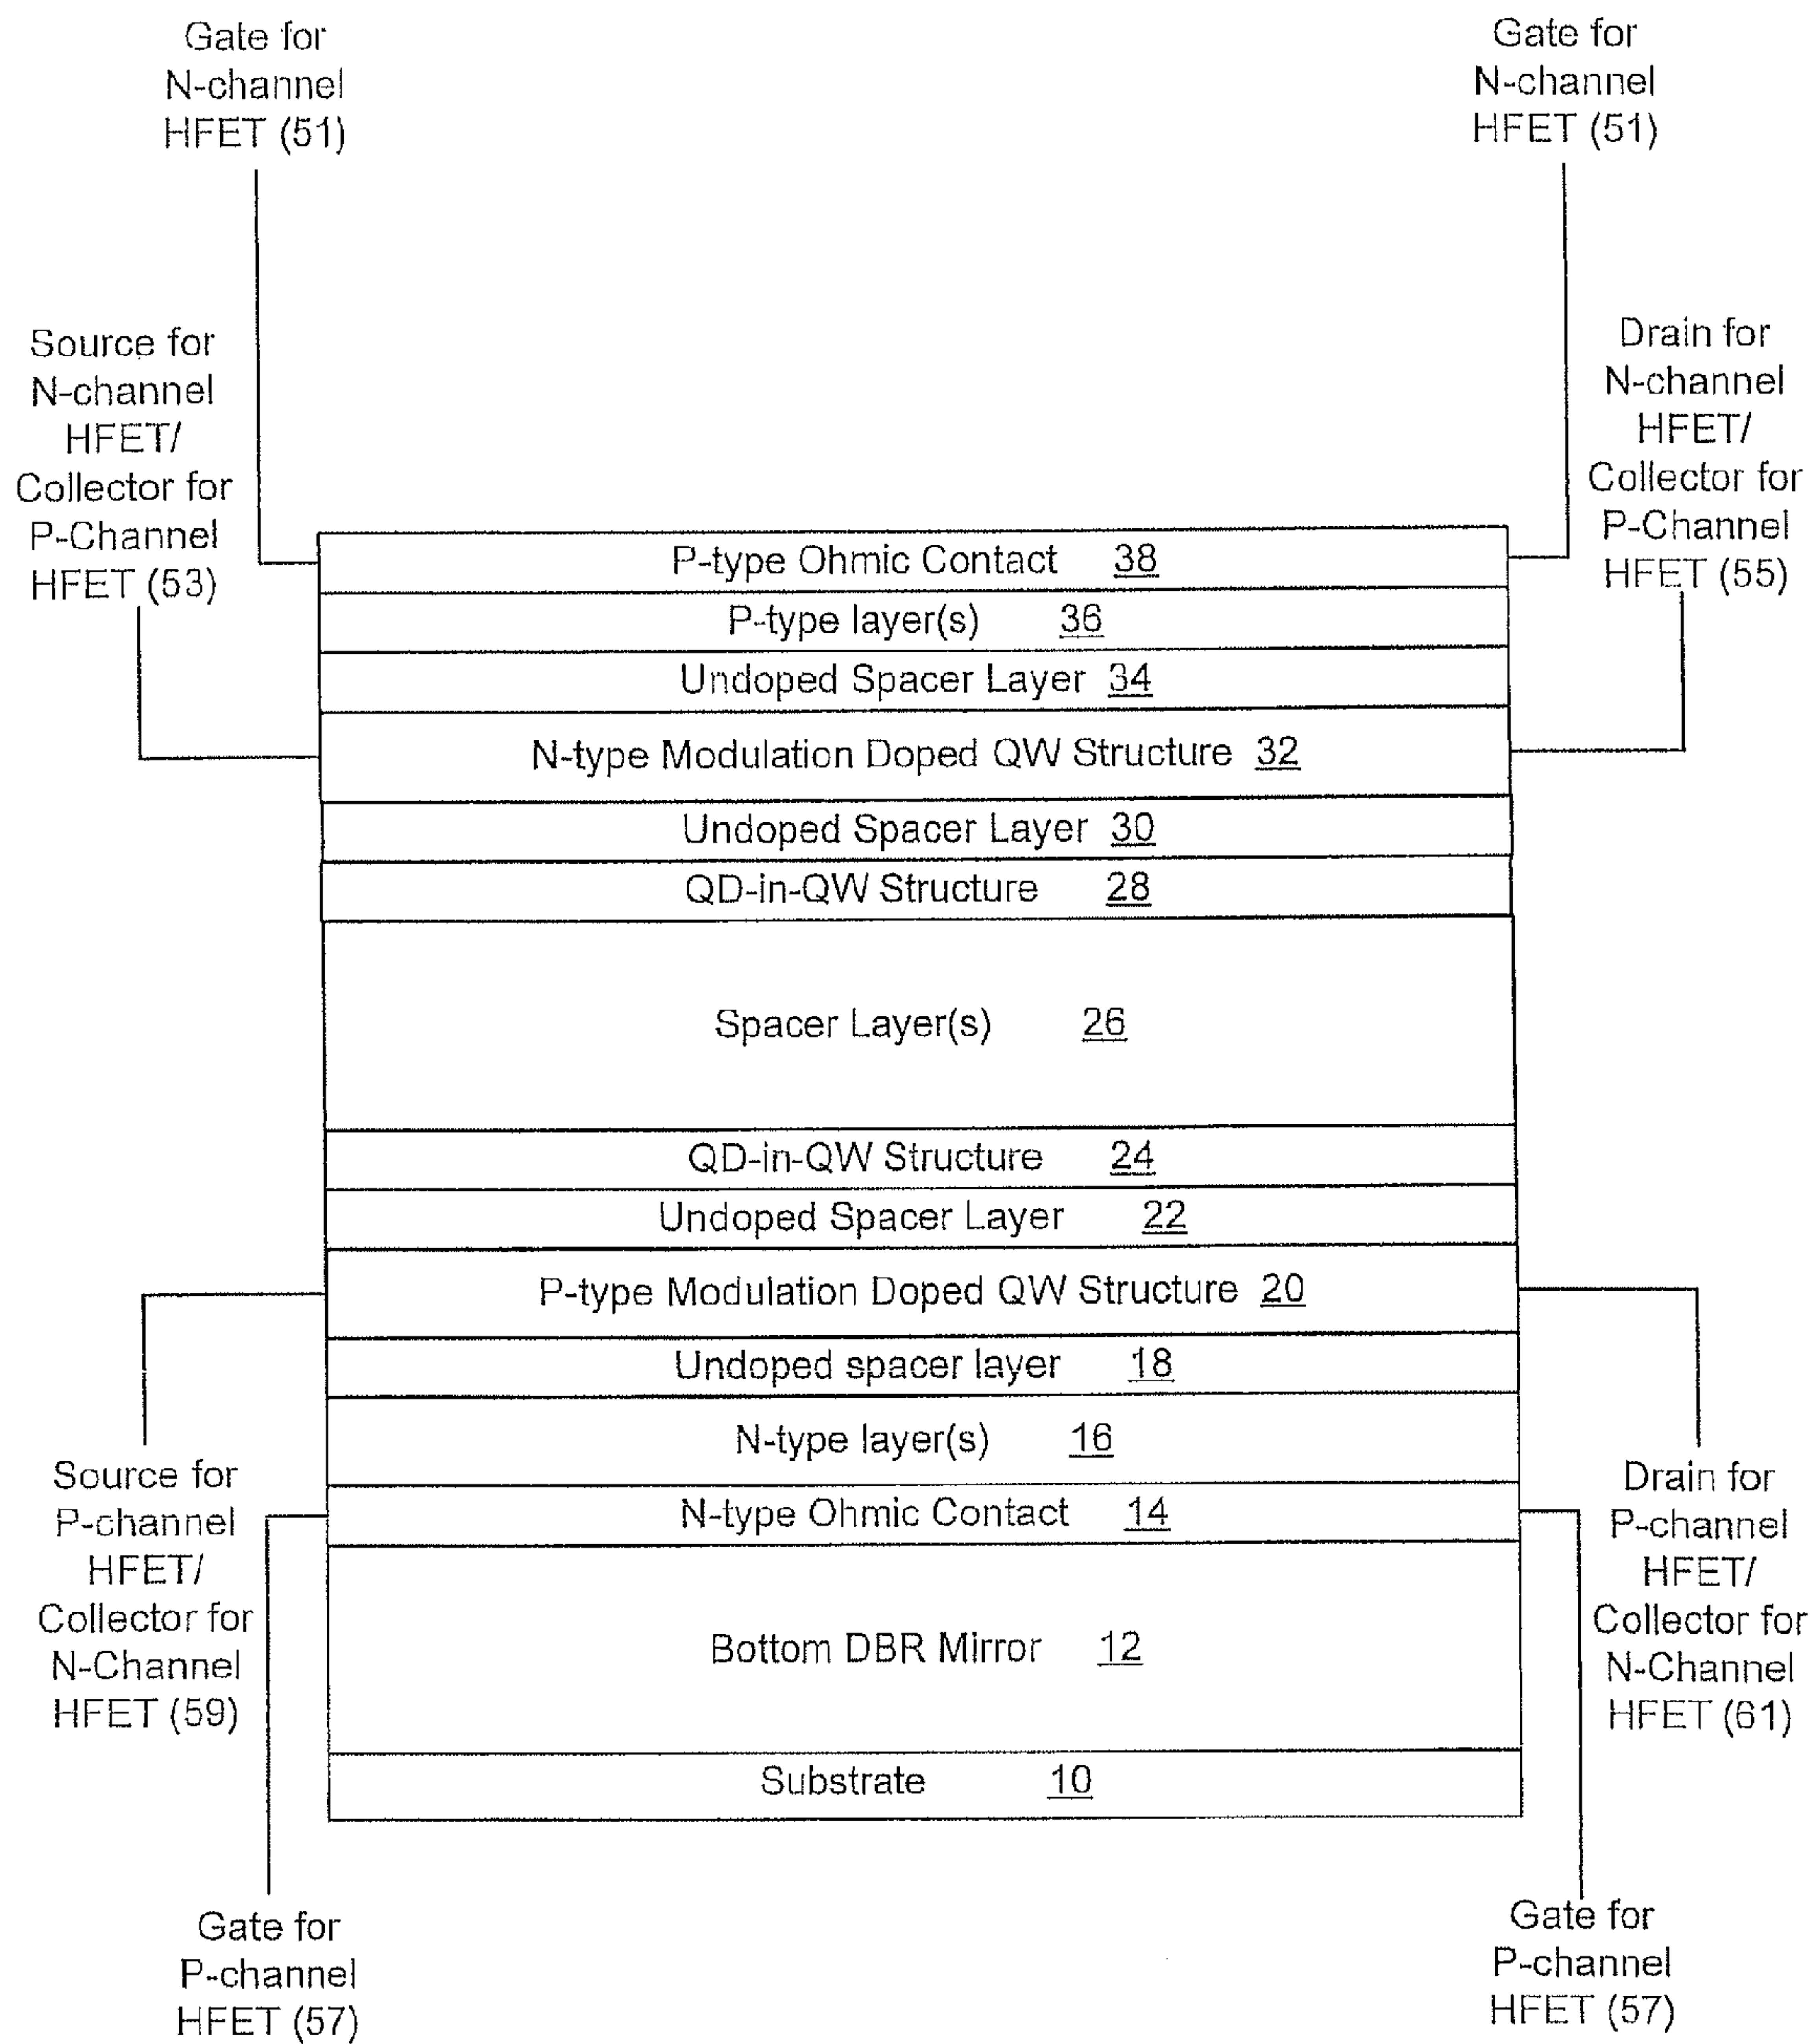 Gate for
N-channel
HFET (51)
Gate for
N-channel
HFET (51)
Source for
N-channel
HFET/
Collector for
P-Channel
HFET (53)
Drain for
N-channel
HFET/
Collector for
P-Channel
HFET (55)
P-type Ohmic Contact 38
P-type layer(s) 36
Undoped Spacer Layer 34
N-type Modulation Doped QW Structure 32
Undoped Spacer Layer 30
QD-in-QW Structure 28
Spacer Layer(s) 26
QD-in-QW Structure 24
Undoped Spacer Layer 22
P-type Modulation Doped QW Structure 20
Undoped spacer layer 18
N-type layer(s) 16
N-type Ohmic Contact 14
Bottom DBR Mirror 12
Substrate 10
Source for
P-channel
HFET/
Collector for
N-Channel
HFET (59)
Drain for
P-channel
HFET/
Collector for
N-Channel
HFET (61)
Gate for
P-channel
HFET (57)
Gate for
P-channel
HFET (57)